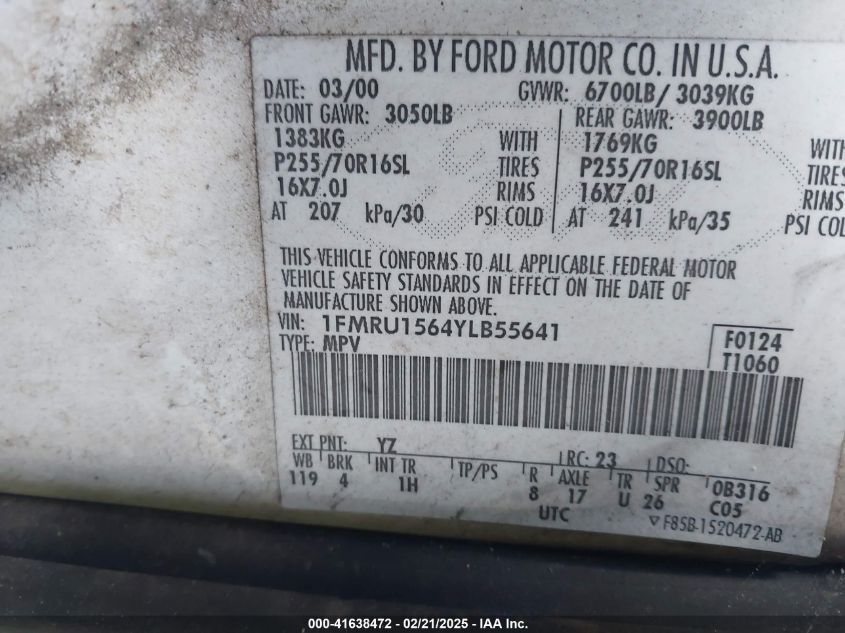 MFD. BY FORD MOTOR CO. IN U.S.A.
DATE: 03/00 GVWR: 6700LB/ 3039KG
FRONT GAWR: 3050LB REAR GAWR: 3900LB
1383KG WITH 1769KG WITH
P255/70R16SL TIRES P255/70R16SL TIRES
16X7.0J RIMS 16X7.0J RIMS
AT 207 kPa/30 PSI COLD AT 241 kPa/35 PSI COL
THIS VEHICLE CONFORMS TO ALL APPLICABLE FEDERAL MOTOR
VEHICLE SAFETY STANDARDS IN EFFECT ON THE DATE OF
MANUFACTURE SHOWN ABOVE.
VIN: 1FMRU1564YLB55641 F0124
TYPE: MPV T1060
EXT PNT: YZ RC: 23 DSO:
WB BRK INT TR TP/PS R AXLE TR SPR 0B316
119 4 1H 8 17 U 26 C05
UTC ▽ F85B-1520472-AB
000-41638472 — 02/21/2025 — IAA Inc.